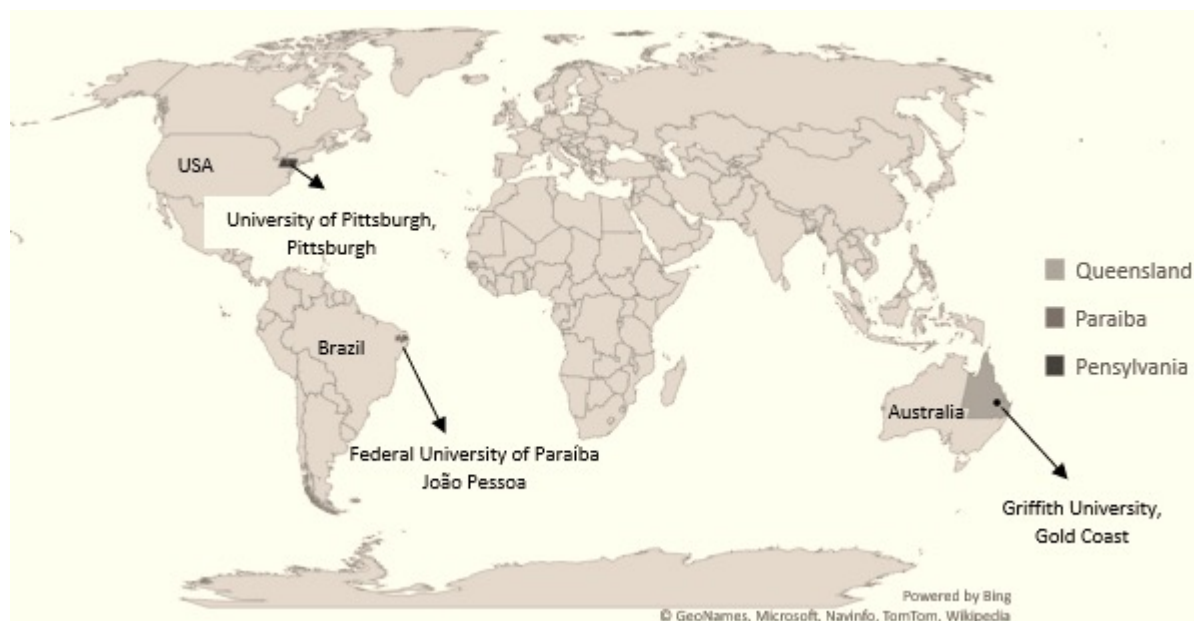 USA
University of Pittsburgh,
Pittsburgh
Queensland
Paraiba
Pensylvania
Brazil
Australia
Federal University of Paraíba
João Pessoa
Griffith University,
Gold Coast
Powered by Bing
© GeoNames, Microsoft, Navinfo, TomTom, Wikipedia